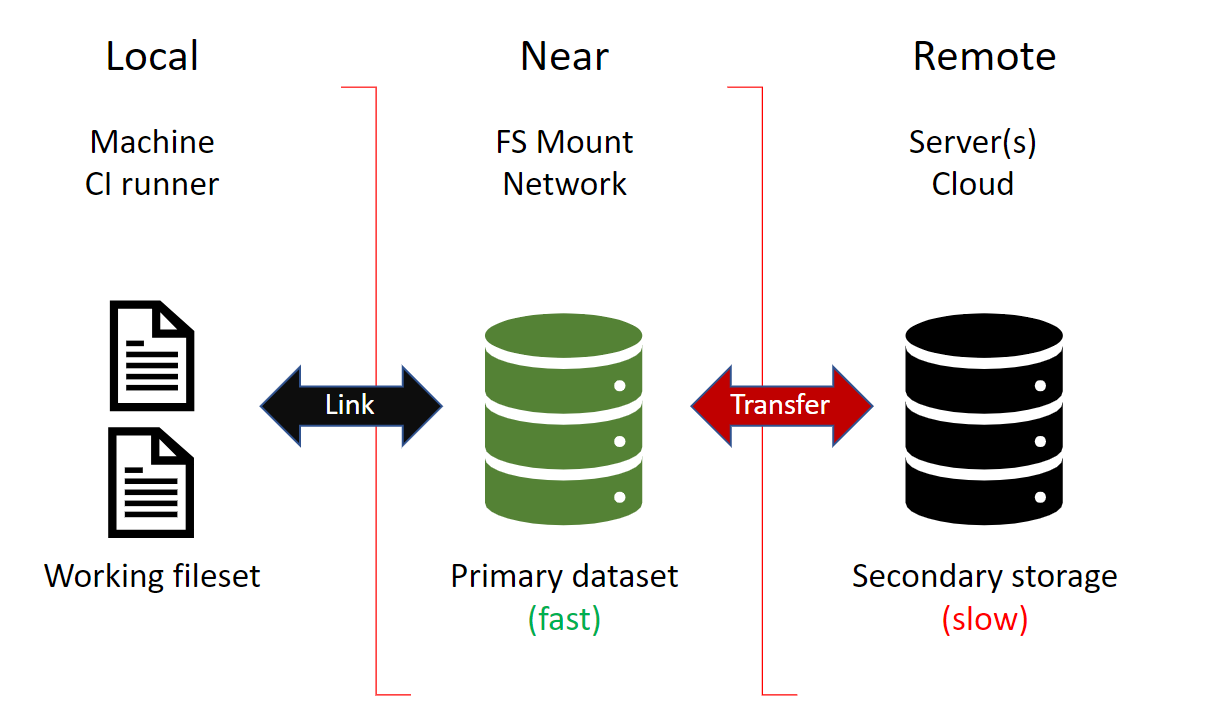 Local
Near
Remote
Machine
CI runner
FS Mount
Network
Server(s)
Cloud
Link
Transfer
Working fileset
Primary dataset
(fast)
Secondary storage
(slow)